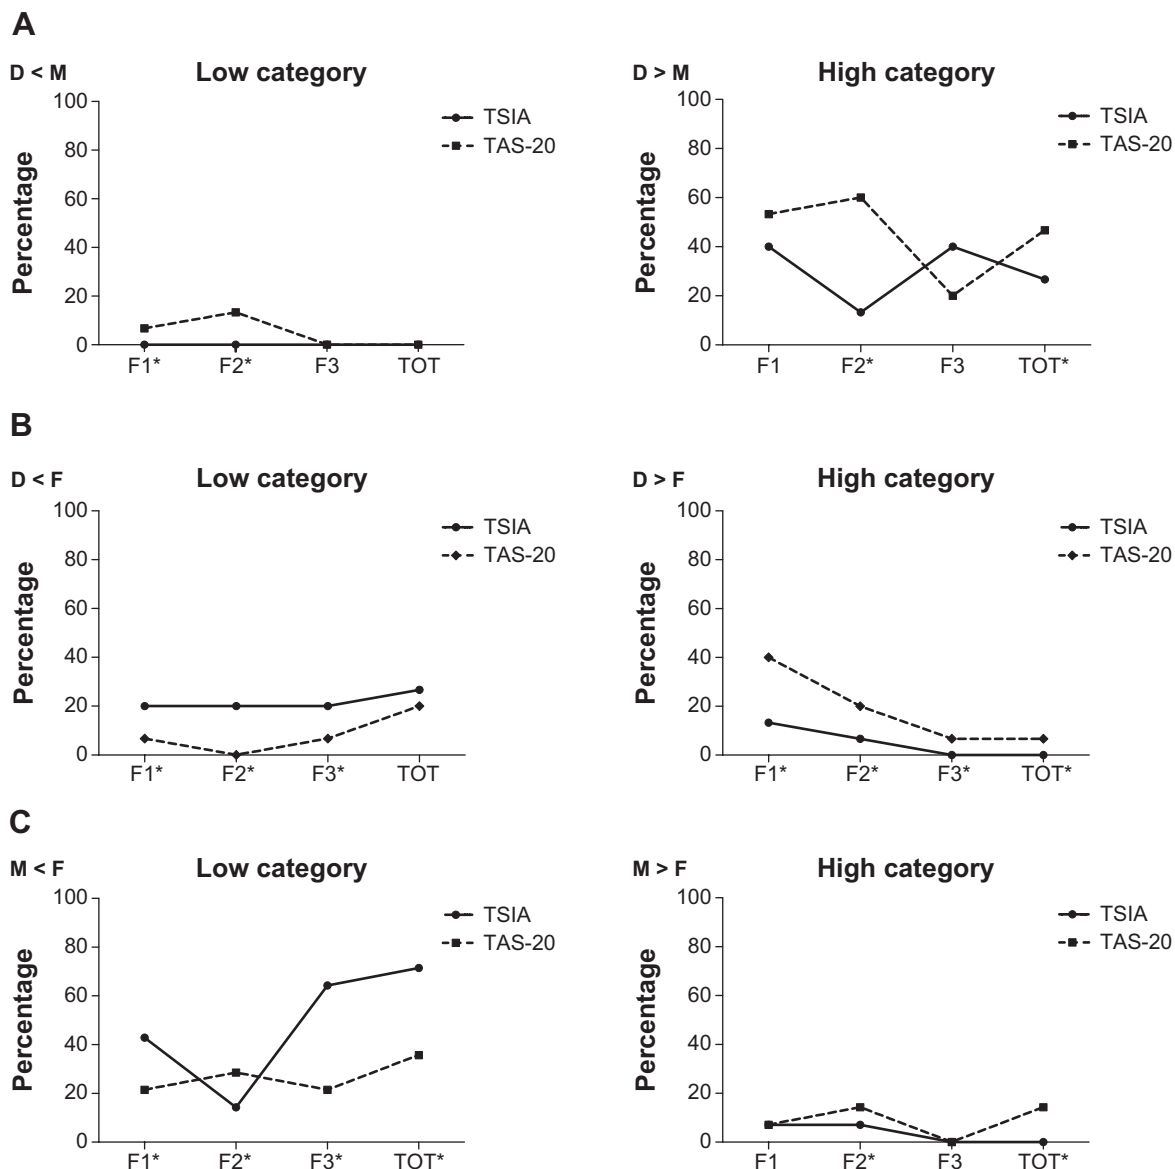 A
D < M
Low category
Percentage
100
80
60
40
20
0
F1* F2* F3 TOT
TSIA
TAS-20
D > M
High category
Percentage
100
80
60
40
20
0
F1 F2* F3 TOT*
TSIA
TAS-20
B
D < F
Low category
Percentage
100
80
60
40
20
0
F1* F2* F3* TOT
TSIA
TAS-20
D > F
High category
Percentage
100
80
60
40
20
0
F1* F2* F3* TOT*
TSIA
TAS-20
C
M < F
Low category
Percentage
100
80
60
40
20
0
F1* F2* F3* TOT*
TSIA
TAS-20
M > F
High category
Percentage
100
80
60
40
20
0
F1 F2* F3 TOT*
TSIA
TAS-20